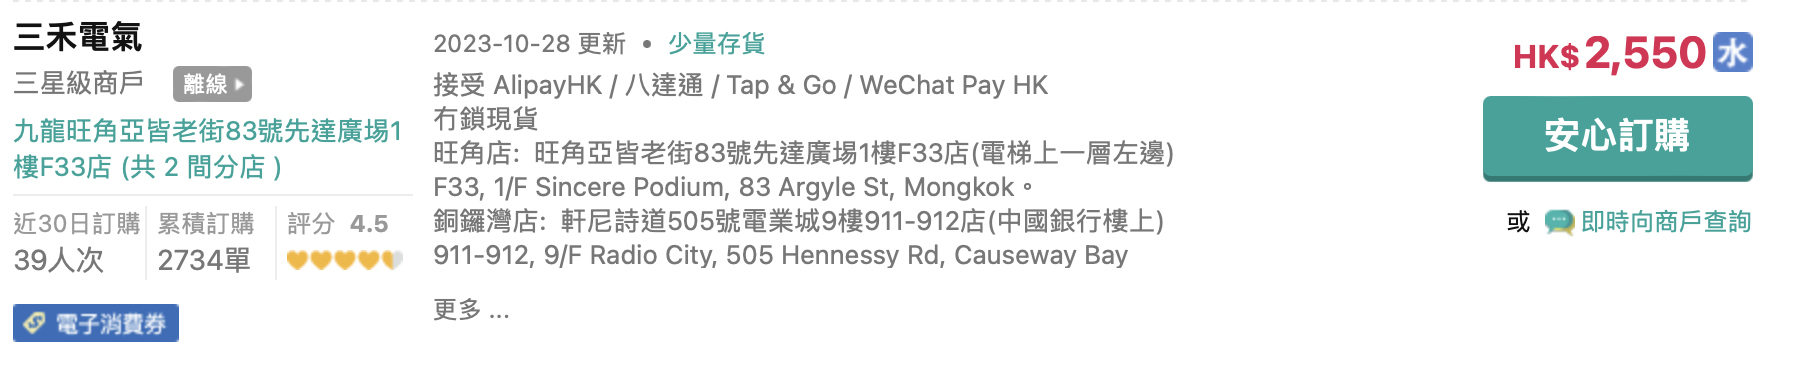 三禾電氣
三星級商戶 離線
九龍旺角亞皆老街83號先達廣場1
樓F33店 (共 2 間分店 )
近30日訂購
39人次
累積訂購
2734單
評分 4.5
電子消費券
2023-10-28 更新 • 少量存貨
接受 AlipayHK / 八達通 / Tap & Go / WeChat Pay HK
冇鎖現貨
旺角店: 旺角亞皆老街83號先達廣場1樓F33店(電梯上一層左邊)
F33, 1/F Sincere Podium, 83 Argyle St, Mongkok。
銅鑼灣店: 軒尼詩道505號電業城9樓911-912店(中國銀行樓上)
911-912, 9/F Radio City, 505 Hennessy Rd, Causeway Bay
更多 ...
HK$2,550 水
安心訂購
或 即時向商戶查詢